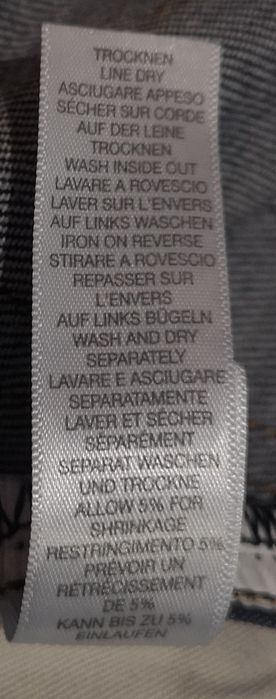 TROCKNEN
LINE DRY
ASCIUGARE APPESO
SÉCHER SUR CORDE
AUF DER LEINE
TROCKNEN
WASH INSIDE OUT
LAVARE A ROVESCIO
LAVER SUR L'ENVERS
AUF LINKS WASCHEN
IRON ON REVERSE
STIRARE A ROVESCIO
REPASSER SUR
L'ENVERS
AUF LINKS BÜGELN
WASH AND DRY
SEPARATELY
LAVARE E ASCIUGARE
SEPARATAMENTE
LAVER ET SÉCHER
SÉPARÉMENT
SEPARAT WASCHEN
UND TROCKNE
ALLOW 5% FOR
SHRINKAGE
RESTRINGIMENTO 5%
PRÉVOIR UN
RÉTRÉCISSEMENT
DE 5%
KANN BIS ZU 5%
EINLAUFEN